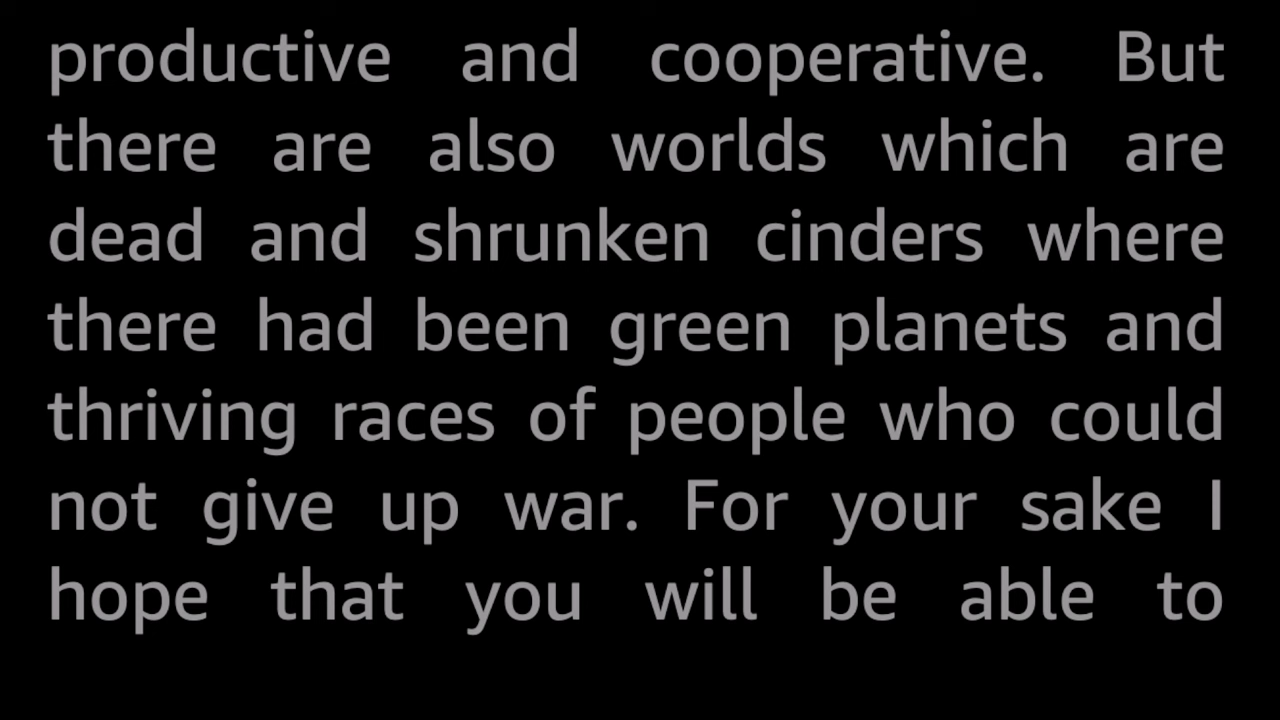 productive and cooperative. But
there are also worlds which are
dead and shrunken cinders where
there had been green planets and
thriving races of people who could
not give up war. For your sake I
hope that you will be able to